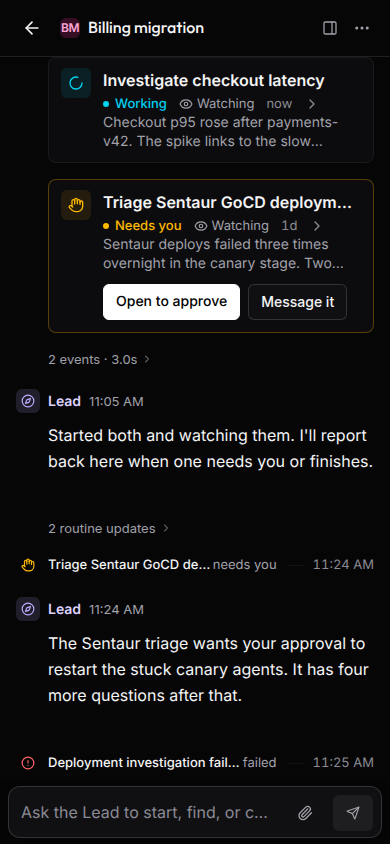 BM Billing migration
Investigate checkout latency
Working Watching now
Checkout p95 rose after payments-
v42. The spike links to the slow...
Triage Sentaur GoCD deploym...
Needs you Watching 1d
Sentaur deploys failed three times
overnight in the canary stage. Two...
Open to approve Message it
2 events · 3.0s
Lead 11:05 AM
Started both and watching them. I'll report
back here when one needs you or finishes.
2 routine updates
Triage Sentaur GoCD de... needs you 11:24 AM
Lead 11:24 AM
The Sentaur triage wants your approval to
restart the stuck canary agents. It has four
more questions after that.
Deployment investigation fail... failed 11:25 AM
Ask the Lead to start, find, or c...